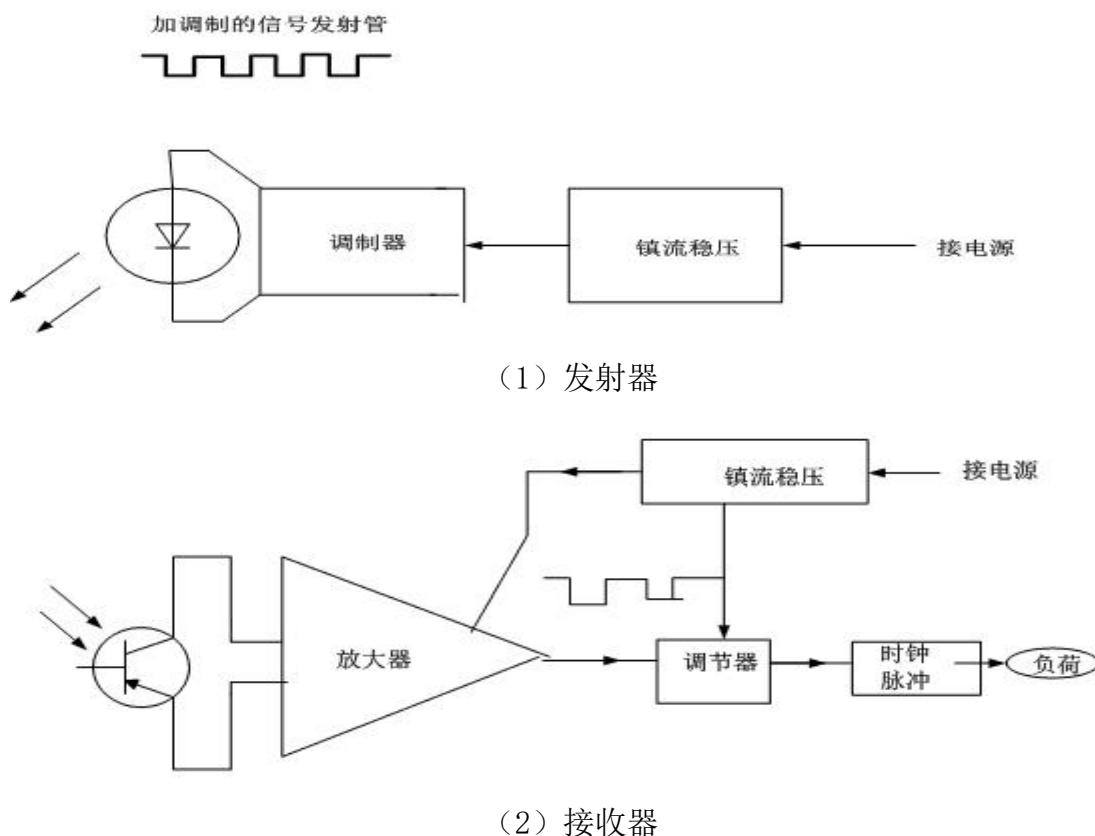 加调制的信号发射管
调制器
镇流稳压
接电源
（1）发射器
镇流稳压
接电源
放大器
调节器
时钟
脉冲
负荷
（2）接收器